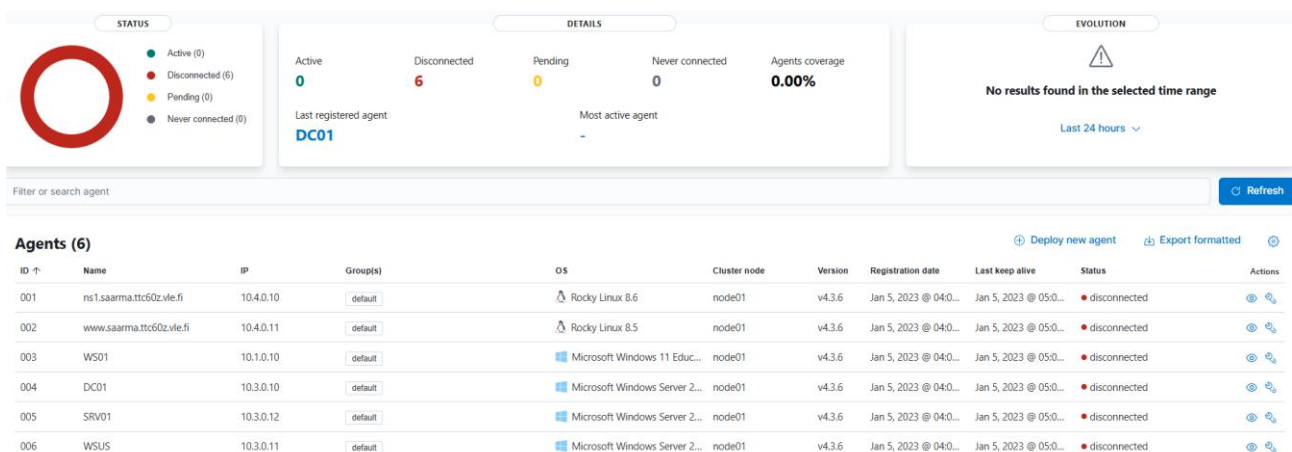 STATUS
DETAILS
EVOLUTION
Active (0)
Disconnected (6)
Pending (0)
Never connected (0)
Active Disconnected Pending Never connected Agents coverage
0 6 0 0 0.00%
Last registered agent Most active agent
DC01 -
No results found in the selected time range
Last 24 hours
Filter or search agent
Refresh
Agents (6)
Deploy new agent Export formatted
ID Name IP Group(s) OS Cluster node Version Registration date Last keep alive Status Actions
001 ns1.saarma.ttc60z.vle.fi 10.4.0.10 default Rocky Linux 8.6 node01 v4.3.6 Jan 5, 2023 @ 04:0... Jan 5, 2023 @ 05:0... disconnected
002 www.saarma.ttc60z.vle.fi 10.4.0.11 default Rocky Linux 8.5 node01 v4.3.6 Jan 5, 2023 @ 04:0... Jan 5, 2023 @ 05:0... disconnected
003 WS01 10.1.0.10 default Microsoft Windows 11 Educ... node01 v4.3.6 Jan 5, 2023 @ 04:0... Jan 5, 2023 @ 05:0... disconnected
004 DC01 10.3.0.10 default Microsoft Windows Server 2... node01 v4.3.6 Jan 5, 2023 @ 04:0... Jan 5, 2023 @ 05:0... disconnected
005 SRV01 10.3.0.12 default Microsoft Windows Server 2... node01 v4.3.6 Jan 5, 2023 @ 04:0... Jan 5, 2023 @ 05:0... disconnected
006 WSUS 10.3.0.11 default Microsoft Windows Server 2... node01 v4.3.6 Jan 5, 2023 @ 04:0... Jan 5, 2023 @ 05:0... disconnected